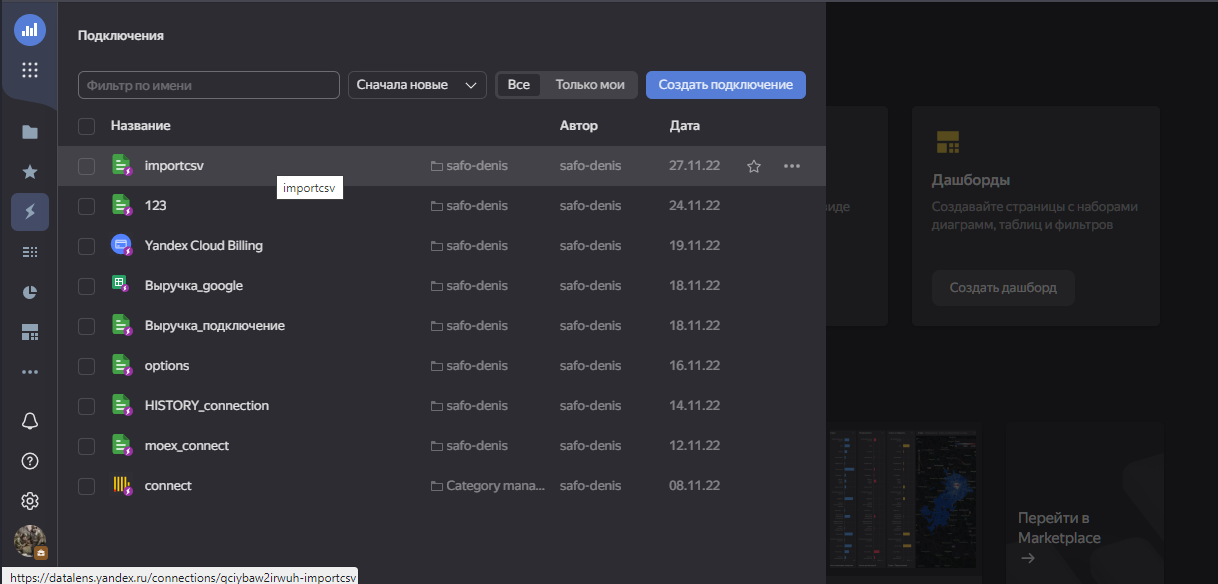 Подключения
Фильтр по имени
Сначала новые
Все
Только мои
Создать подключение
Название Автор Дата
importcsv safo-denis safo-denis 27.11.22
importcsv
123 safo-denis safo-denis 24.11.22
Yandex Cloud Billing safo-denis safo-denis 19.11.22
Выручка_google safo-denis safo-denis 18.11.22
Выручка_подключение safo-denis safo-denis 18.11.22
options safo-denis safo-denis 16.11.22
HISTORY_connection safo-denis safo-denis 14.11.22
moex_connect safo-denis safo-denis 12.11.22
connect Category mana... safo-denis 08.11.22
виде
Дашборды
Создавайте страницы с наборами
диаграмм, таблиц и фильтров
Создать дашборд
Перейти в
Marketplace
https://datalens.yandex.ru/connections/qciybaw2irwuh-importcsv